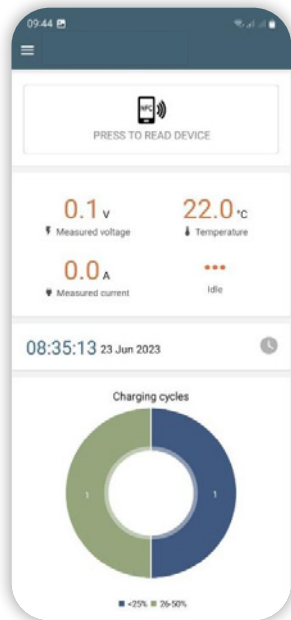 09:44
NFC
PRESS TO READ DEVICE
0.1 V 22.0 °C
Measured voltage Temperature
0.0 A
Measured current Idle
08:35:13 23 Jun 2023
Charging cycles
1 1
<25% 26-50%